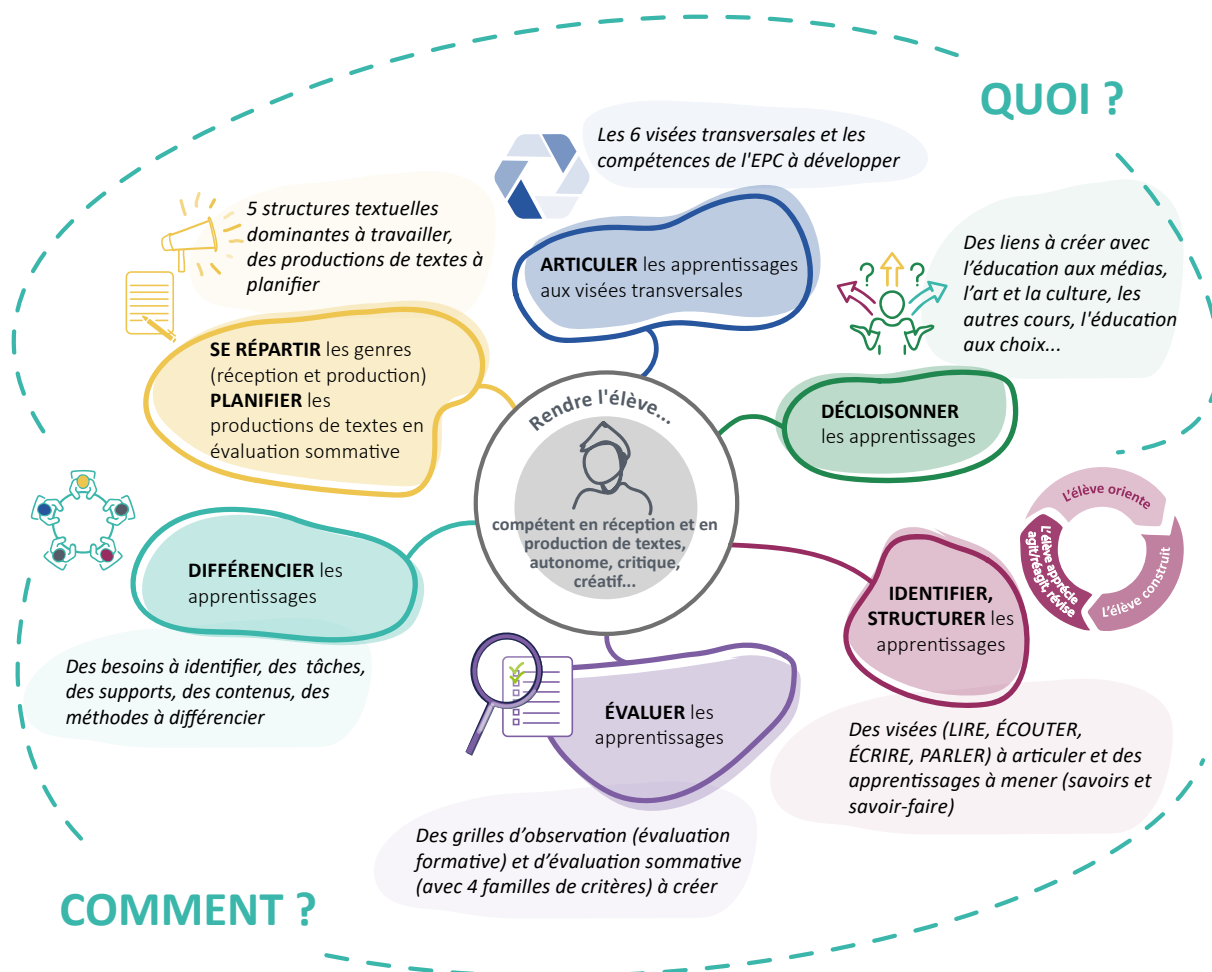 QUOI ?
Les 6 visées transversales et les
compétences de l'EPC à développer
ARTICULER les apprentissages
aux visées transversales
5 structures textuelles
dominantes à travailler,
des productions de textes à
planifier
SE RÉPARTIR les genres
(réception et production)
PLANIFIER les
productions de textes en
évaluation sommative
?
?
Des liens à créer avec
l'éducation aux médias,
l'art et la culture, les
autres cours, l'éducation
aux choix...
DÉCLOISONNER
les apprentissages
Rendre l'élève...
compétent en réception et en
production de textes,
autonome, critique,
créatif...
DIFFÉRENCIER les
apprentissages
Des besoins à identifier, des tâches,
des supports, des contenus, des
méthodes à différencier
L'élève oriente
L'élève construit
L'élève apprécie
agit/réagit, révise
IDENTIFIER,
STRUCTURER les
apprentissages
Des visées (LIRE, ÉCOUTER,
ÉCRIRE, PARLER) à articuler et des
apprentissages à mener (savoirs et
savoir-faire)
ÉVALUER les
apprentissages
Des grilles d'observation (évaluation
formative) et d'évaluation sommative
(avec 4 familles de critères) à créer
COMMENT ?